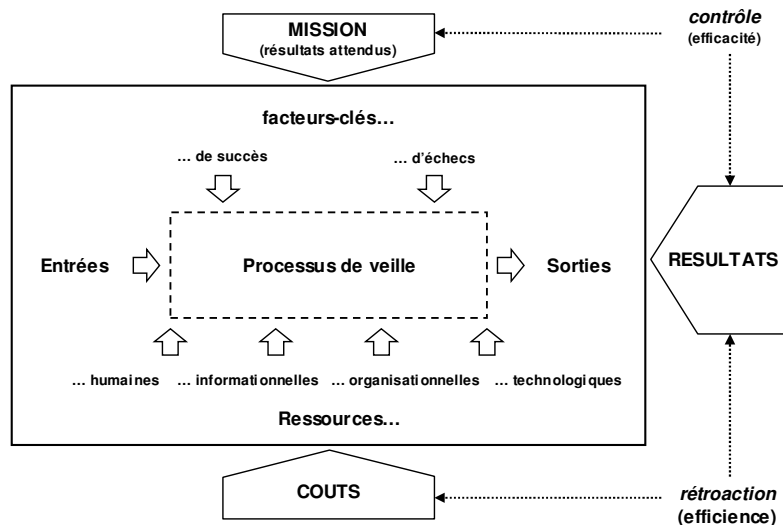 MISSION
(résultats attendus)
contrôle
(efficacité)
facteurs-clés…
… de succès
… d’échecs
Entrées
Processus de veille
Sorties
RESULTATS
… humaines
… informationnelles
… organisationnelles
… technologiques
Ressources…
COUTS
rétroaction
(efficience)